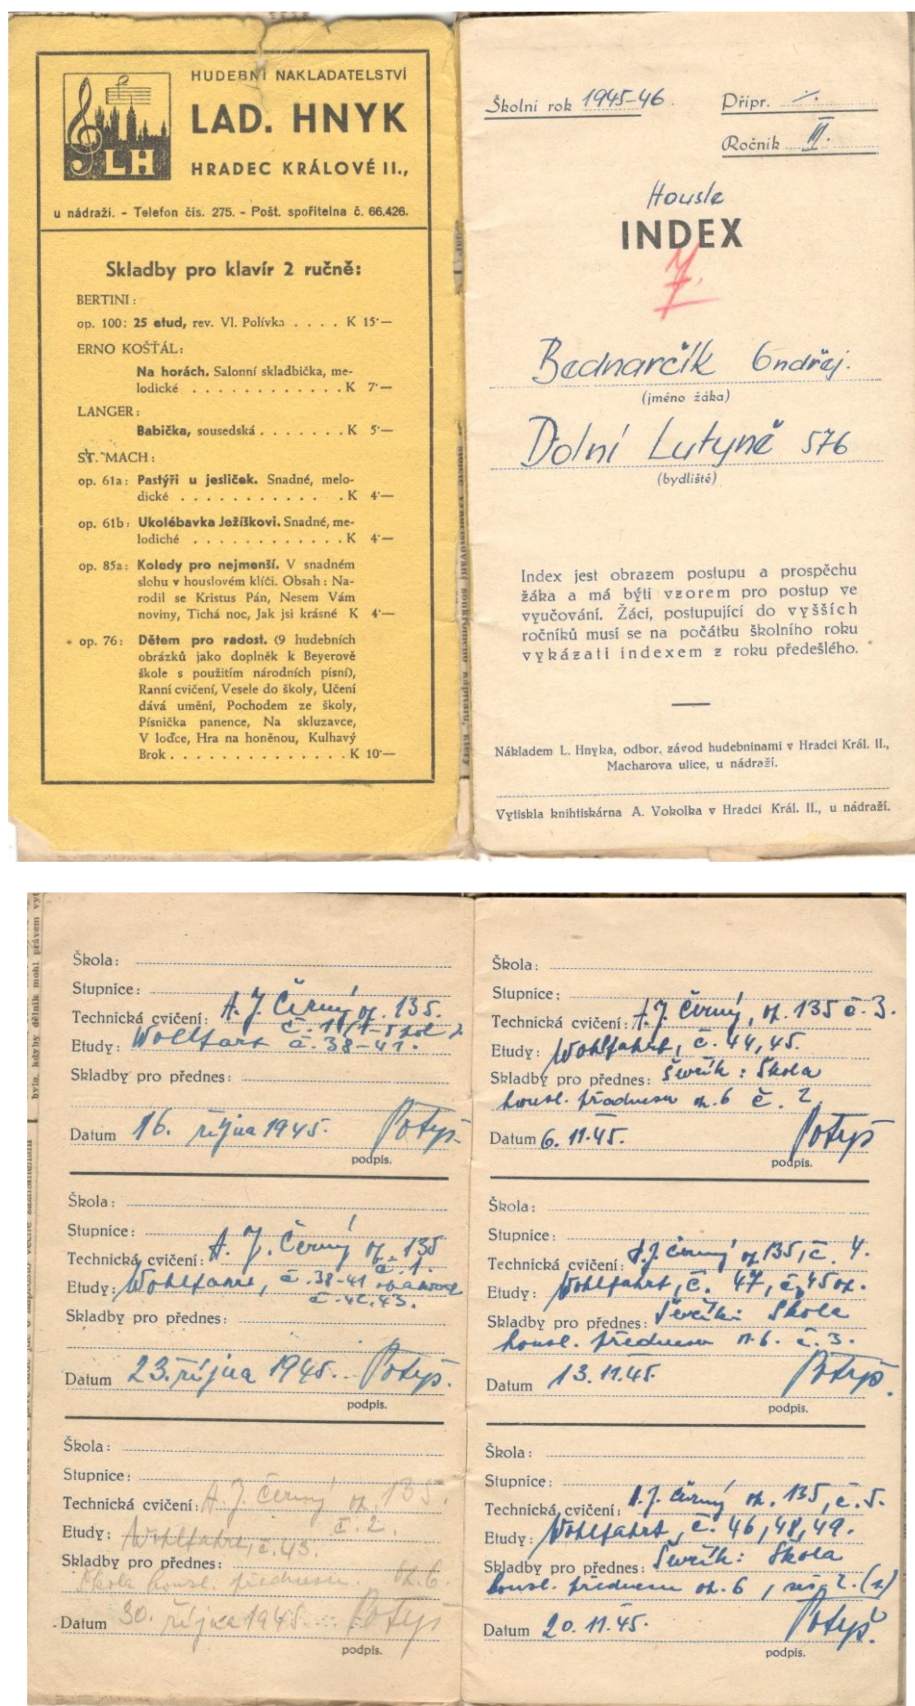 HUDEBNÍ NAKLADATELSTVÍ
LAD. HNYK
LH
HRADEC KRÁLOVÉ II.,
u nádraží. - Telefon čís. 275. - Pošt. spořitelna č. 66.426.
Skladby pro klavír 2 ručně:
BERTINI:
op. 100: 25 etud, rev. Vl. Polívka . . . . K 15·—
ERNO KOŠŤÁL:
Na horách. Salonní skladbička, me-
lodické . . . . . . . . . . . . K 7·—
LANGER:
Babička, sousedská . . . . . . . K 5·—
ST. MACH:
op. 61a: Pastýři u jesliček. Snadné, melo-
dické . . . . . . . . . . . . . K 4·—
op. 61b: Ukolébavka Ježíškovi. Snadné, me-
lodiché . . . . . . . . . . . . K 4·—
op. 85a: Koledy pro nejmenší. V snadném
slohu v houslovém klíči. Obsah: Na-
rodil se Kristus Pán, Nesem Vám
noviny, Tichá noc, Jak jsi krásné K 4·—
op. 76: Dětem pro radost. (9 hudebních
obrázků jako doplněk k Beyerově
škole s použitím národních písní),
Ranní cvičení, Vesele do školy, Učení
dává umění, Pochodem ze školy,
Písnička panence, Na skluzavce,
V loďce, Hra na honěnou, Kulhavý
Brok . . . . . . . . . . . . . . K 10·—
Školní rok 1945-46.
Přípr.
Ročník II.
Housle
INDEX
7.
Bednarčík Ondřej.
(jméno žáka)
Dolní Lutyně 576
(bydliště)
Index jest obrazem postupu a prospěchu
žáka a má býti vzorem pro postup ve
vyučování. Žáci, postupující do vyšších
ročníků musí se na počátku školního roku
vykázati indexem z roku předešlého.
Nákladem L. Hnyka, odbor. závod hudebninami v Hradci Král. II.,
Macharova ulice, u nádraží.
Vytiskla knihtiskárna A. Vokolka v Hradci Král. II., u nádraží.
Škola:
Stupnice:
Technická cvičení: A. J. Černý op. 135.
Etudy: Wolfart č. 38-41.
Skladby pro přednes:
Datum 16. října 1945. Potyš
podpis.
Škola:
Stupnice:
Technická cvičení: A. J. Černý op. 135
č. 1.
Etudy: Wohlfahrt, č. 38-41
č. 42, 43.
Skladby pro přednes:
Datum 23. října 1945. Potyš.
podpis.
Škola:
Stupnice:
Technická cvičení: A. J. Černý op. 135.
č. 2.
Etudy: Wohlfahrt, č. 43.
Skladby pro přednes:
Škola housl. přednesu. op. 6.
Datum 30. října 1945. Potyš
podpis.
Škola:
Stupnice:
Technická cvičení: A. J. Černý, op. 135 č. 3.
Etudy: Wohlfahrt, č. 44, 45.
Skladby pro přednes: Ševčík: Škola
housl. přednesu op. 6 č. 2.
Datum 6. 11. 45. Potyš
podpis.
Škola:
Stupnice:
Technická cvičení: A. J. Černý op 135, č. 4.
Etudy: Wohlfahrt, č. 47, č. 45 op.
Skladby pro přednes: Ševčík: Škola
housl. přednesu op. 6. č. 3.
Datum 13. 11. 45. Potyš.
podpis.
Škola:
Stupnice:
Technická cvičení: A. J. Černý op. 135, č. 5.
Etudy: Wohlfahrt, č. 46, 48, 49.
Skladby pro přednes: Ševčík: Škola
housl. přednesu op. 6, seš. 2.
Datum 20. 11. 45. Potyš.
podpis.